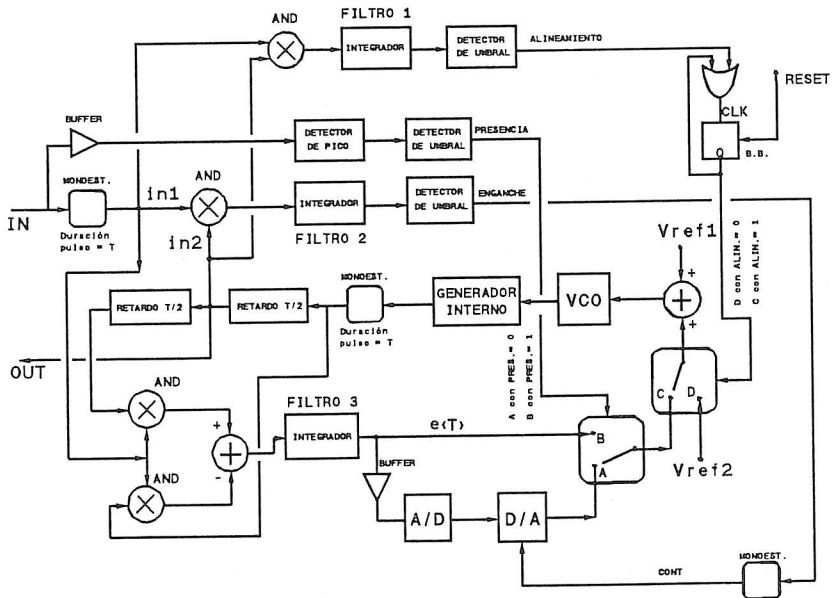 AND
FILTRO 1
INTEGRADOR
DETECTOR
DE UMBRAL
ALINEAMIENTO
RESET
CLK
Q
B.B.
BUFFER
DETECTOR
DE PICO
DETECTOR
DE UMBRAL
PRESENCIA
MONOEST.
AND
IN
in1
in2
Duración
pulso = T
INTEGRADOR
FILTRO 2
DETECTOR
DE UMBRAL
ENGANCHE
Vref1
D con ALIN.= 0
C con ALIN.= 1
RETARDO T/2
RETARDO T/2
MONOEST.
Duración
pulso = T
GENERADOR
INTERNO
VCO
+
+
+
OUT
A con PRES.= 0
B con PRES.= 1
C
D
Vref2
AND
AND
+
-
+
FILTRO 3
INTEGRADOR
e(T)
B
A
BUFFER
A/D
D/A
CONT
MONOEST.